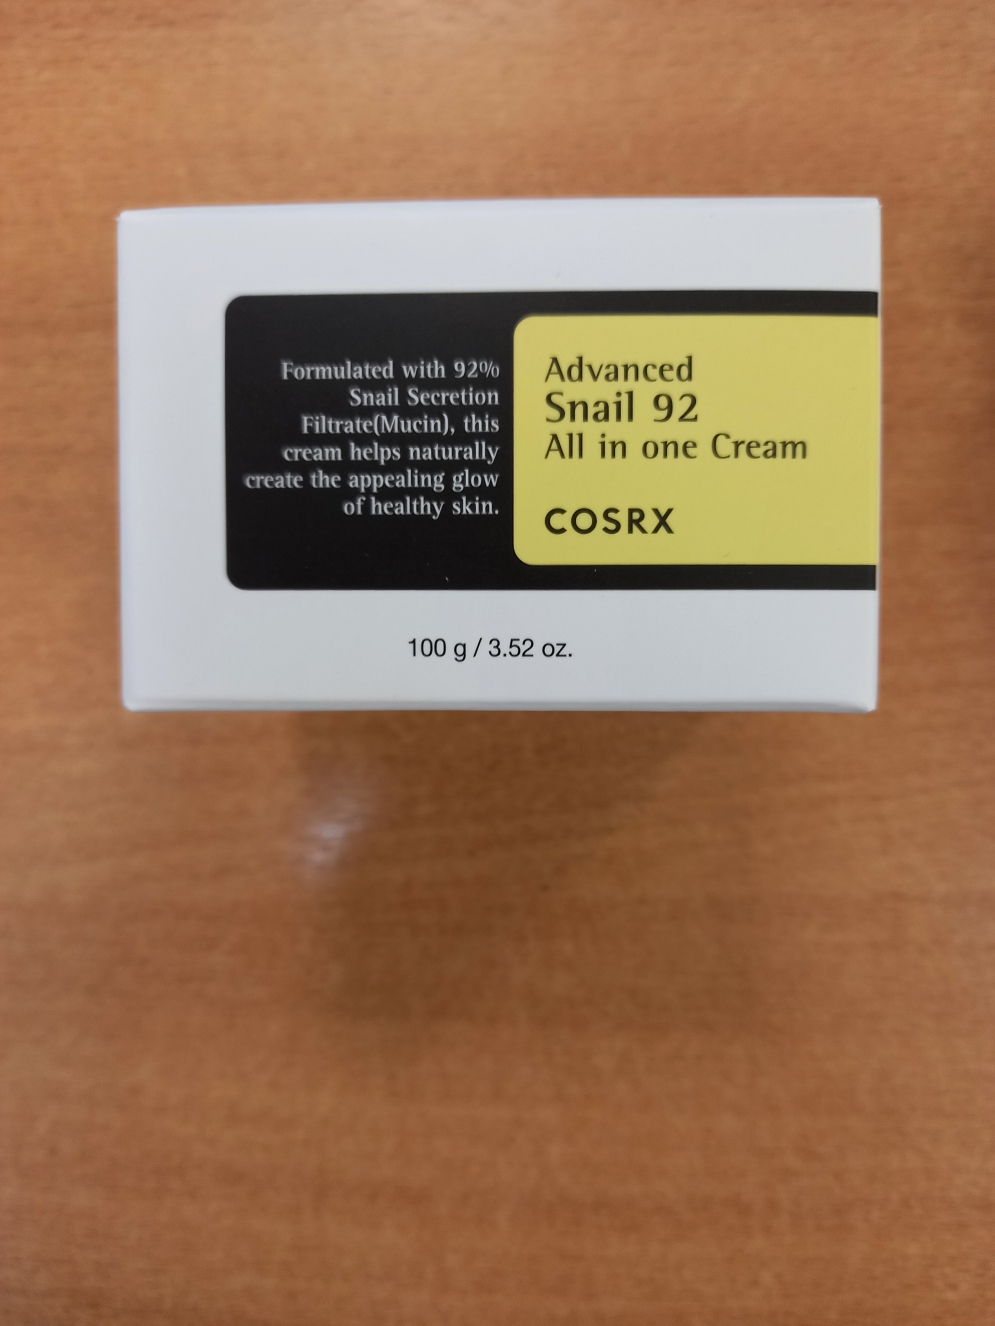 Formulated with 92%
Snail Secretion
Filtrate(Mucin), this
cream helps naturally
create the appealing glow
of healthy skin.
Advanced
Snail 92
All in one Cream
COSRX
100 g / 3.52 oz.